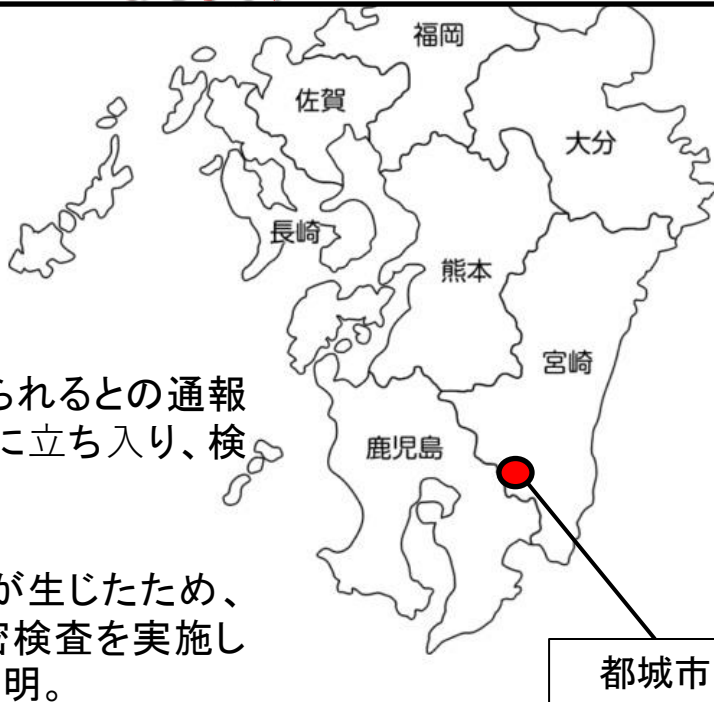 福岡
佐賀
大分
長崎
熊本
宮崎
鹿児島
られるとの通報
に立ち入り、検
が生じたため、
密検査を実施し
明。
都城市